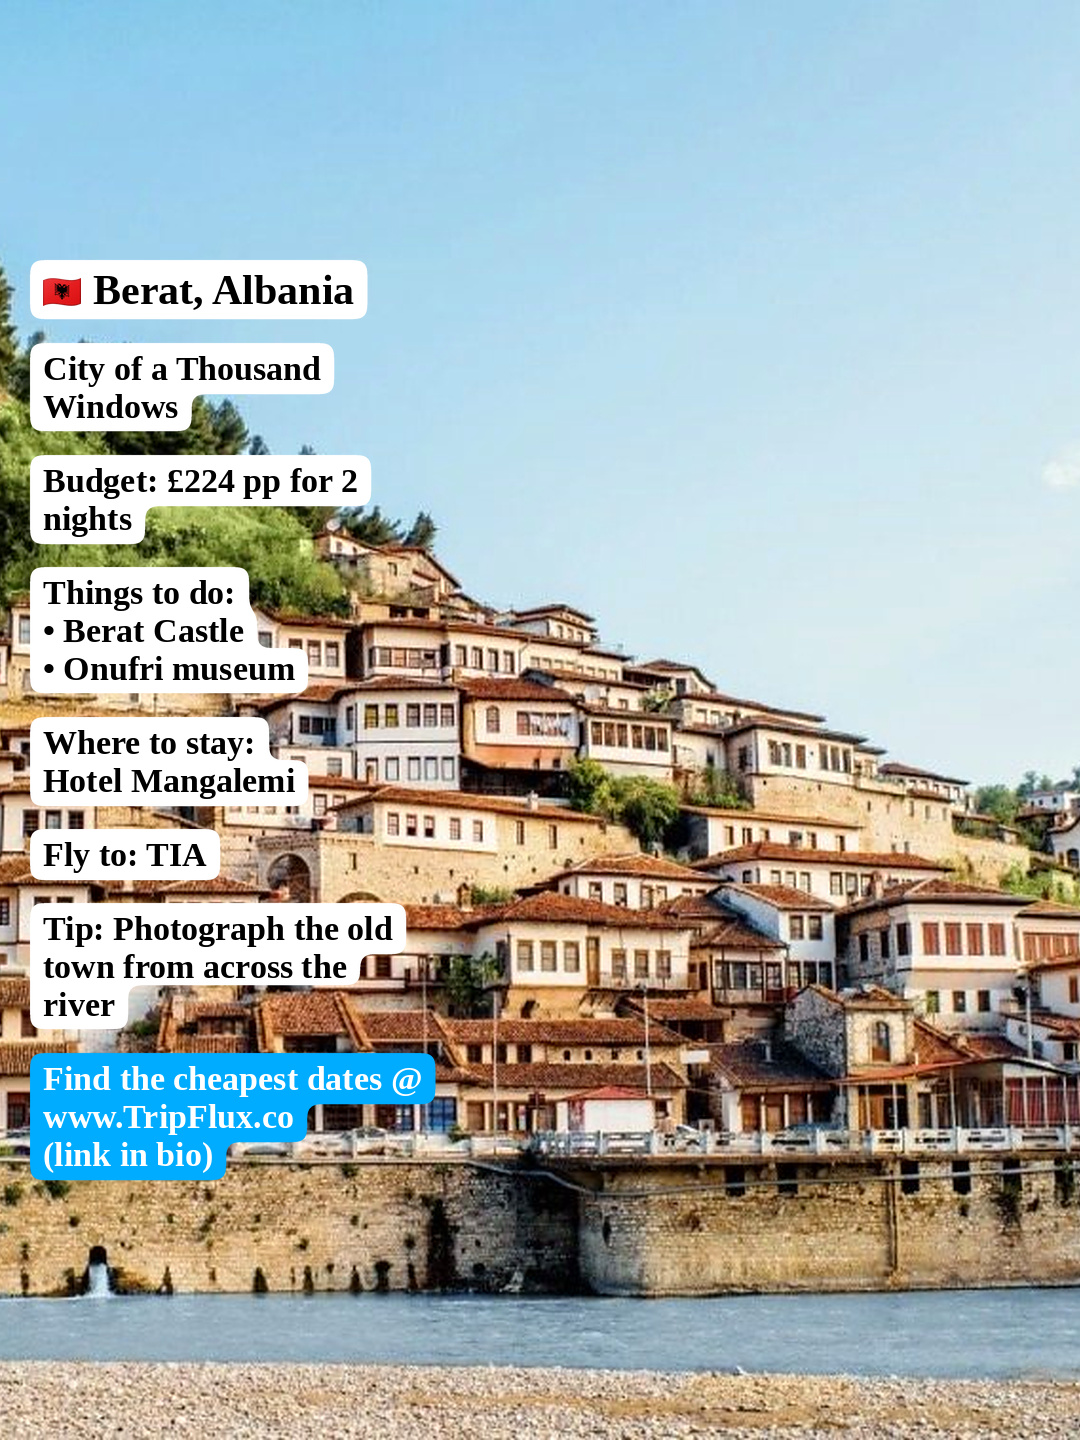 🇦🇱 Berat, Albania
City of a Thousand
Windows
Budget: £224 pp for 2
nights
Things to do:
• Berat Castle
• Onufri museum
Where to stay:
Hotel Mangalemi
Fly to: TIA
Tip: Photograph the old
town from across the
river
Find the cheapest dates @
www.TripFlux.co
(link in bio)